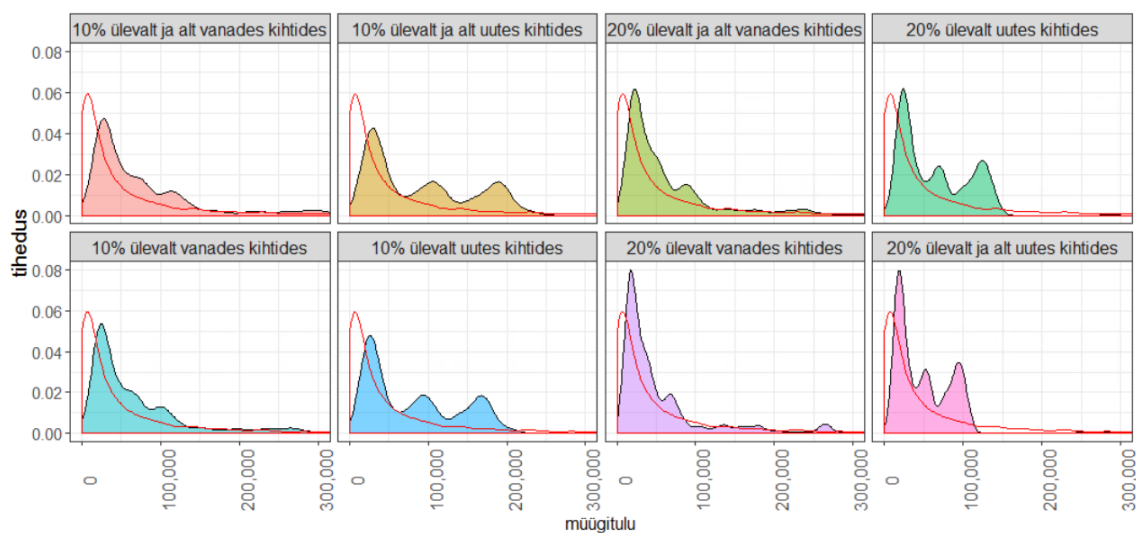 10% ülevalt ja alt vanades kihtides
10% ülevalt ja alt uutes kihtides
20% ülevalt ja alt vanades kihtides
20% ülevalt uutes kihtides
0.08
0.06
0.04
0.02
0.00
10% ülevalt vanades kihtides
10% ülevalt uutes kihtides
20% ülevalt vanades kihtides
20% ülevalt ja alt uutes kihtides
0.08
0.06
0.04
0.02
0.00
tihedus
0
100,000
200,000
300,000
0
100,000
200,000
300,000
0
100,000
200,000
300,000
0
100,000
200,000
300,000
müügitulu